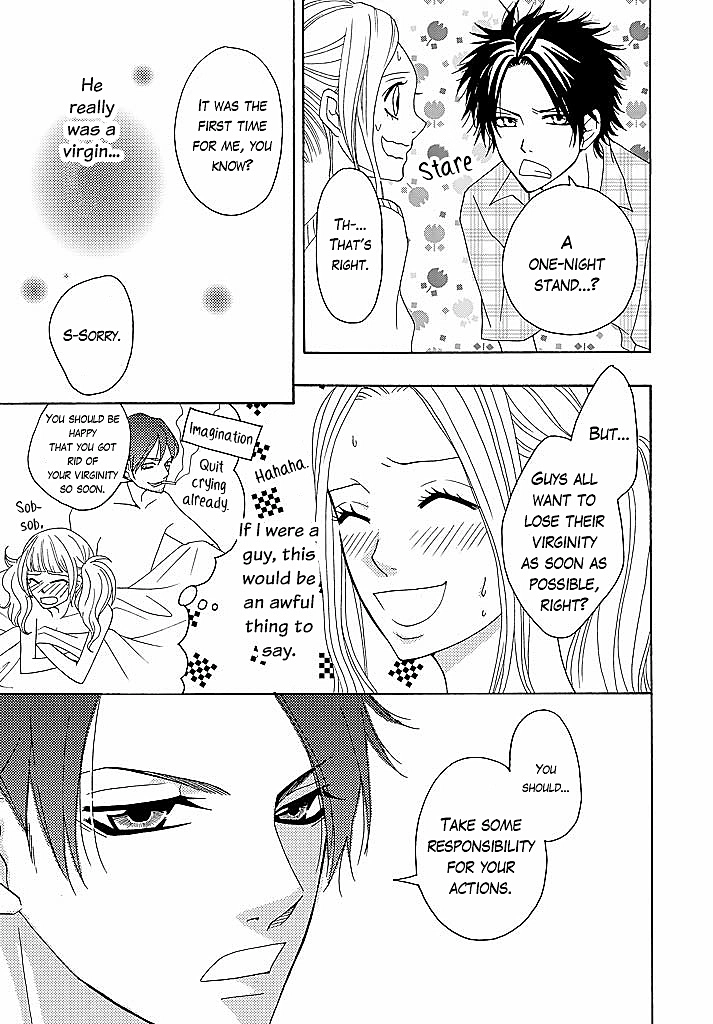 A
ONE-NIGHT
STAND...?
Stare
TH-...
THAT'S
RIGHT.
IT WAS THE
FIRST TIME
FOR ME, YOU
KNOW?
He
really
was a
virgin...
S-SORRY.
BUT...
GUYS ALL
WANT TO
LOSE THEIR
VIRGINITY
AS SOON AS
POSSIBLE,
RIGHT?
Hahaha.
If I were a
guy, this
would be
an awful
thing to
say.
Imagination
YOU SHOULD BE
HAPPY
THAT YOU GOT
RID OF
YOUR VIRGINITY
SO SOON.
Quit
crying
already.
Sob-
sob,
YOU
SHOULD...
TAKE SOME
RESPONSIBILITY
FOR YOUR
ACTIONS.